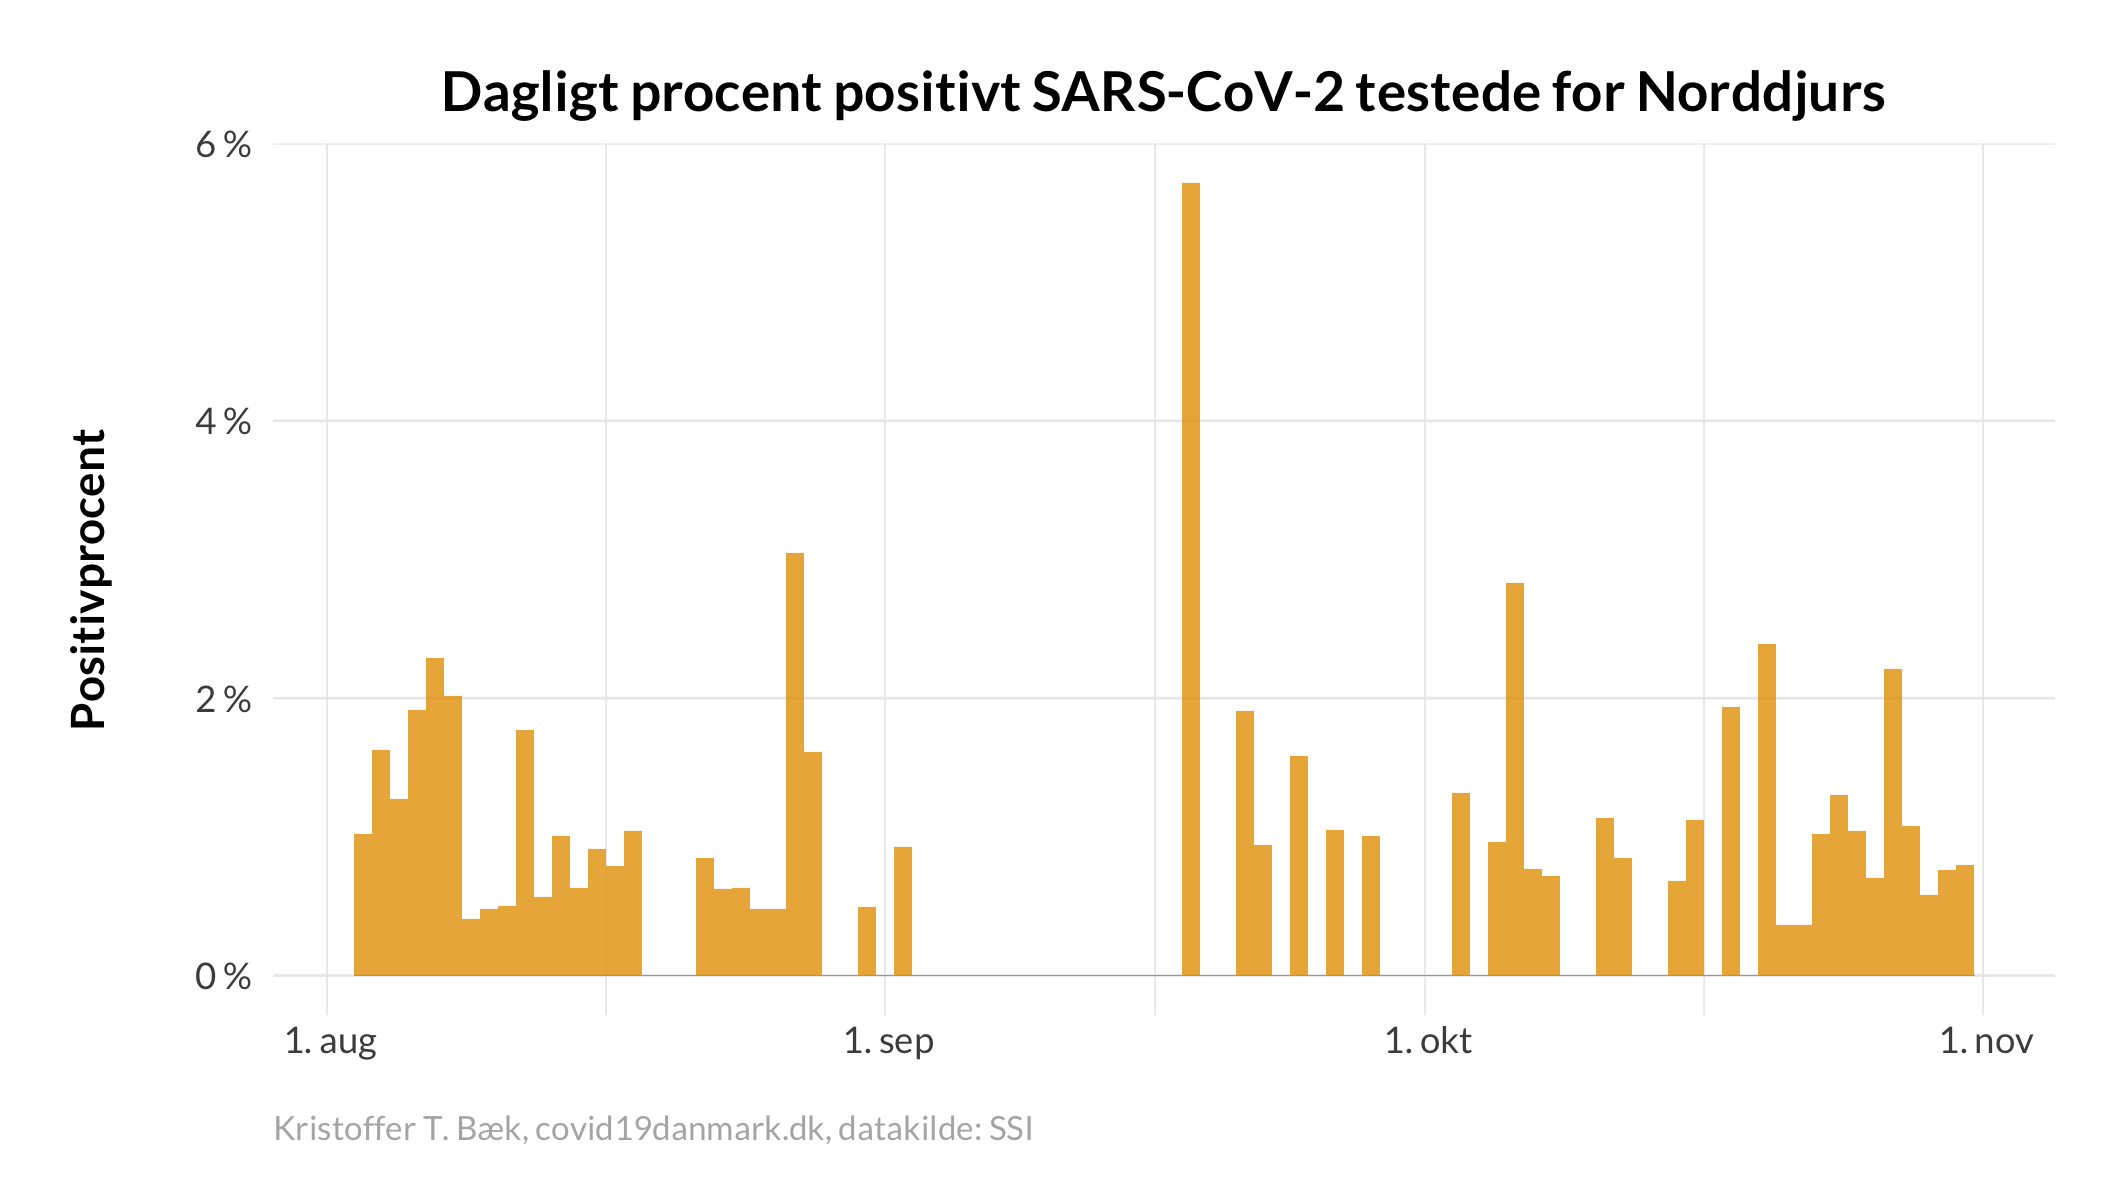 Dagligt procent positivt SARS-CoV-2 testede for Norddjurs
6 %
4 %
2 %
0 %
Positivprocent
1. aug
1. sep
1. okt
1. nov
Kristoffer T. Bæk, covid19danmark.dk, datakilde: SSI